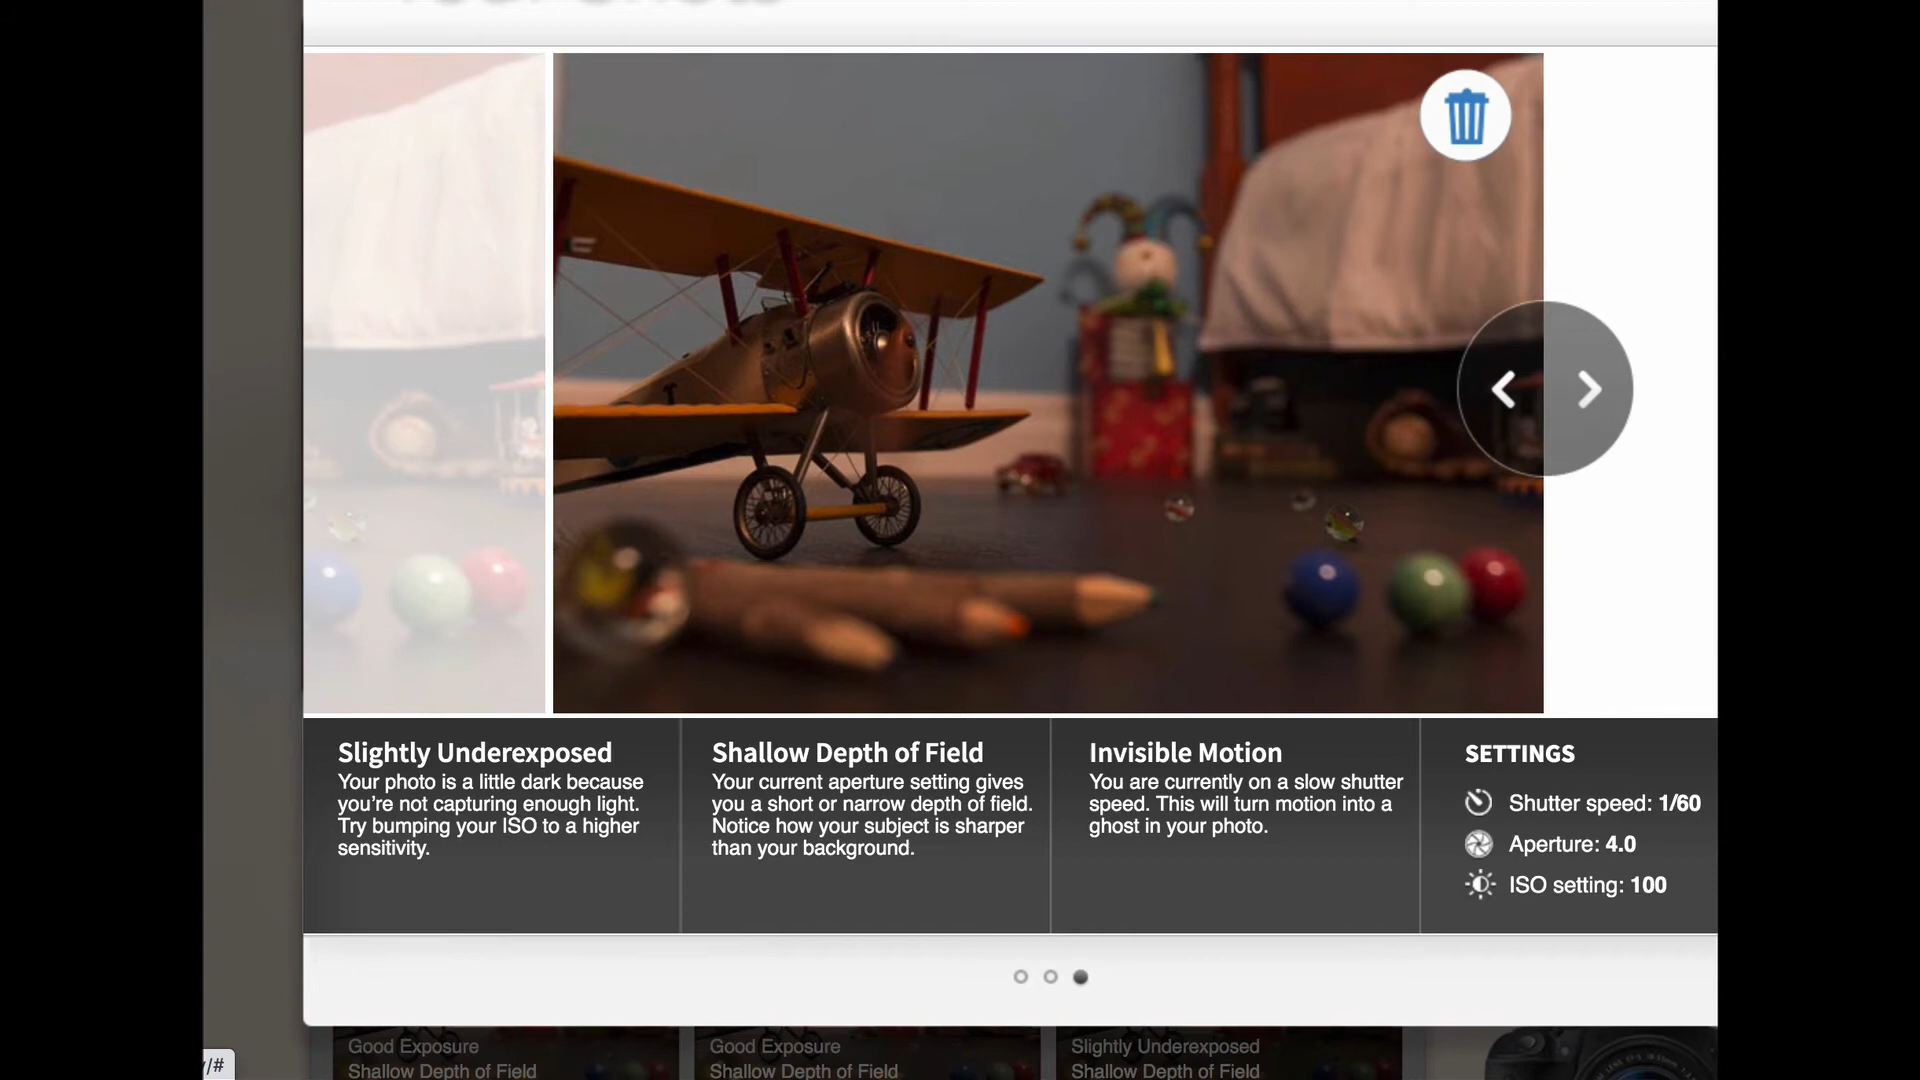 Slightly Underexposed
Your photo is a little dark because
you're not capturing enough light.
Try bumping your ISO to a higher
sensitivity.
Shallow Depth of Field
Your current aperture setting gives
you a short or narrow depth of field.
Notice how your subject is sharper
than your background.
Invisible Motion
You are currently on a slow shutter
speed. This will turn motion into a
ghost in your photo.
SETTINGS
Shutter speed: 1/60
Aperture: 4.0
ISO setting: 100
Good Exposure
Shallow Depth of Field
Good Exposure
Shallow Depth of Field
Slightly Underexposed
Shallow Depth of Field
/#